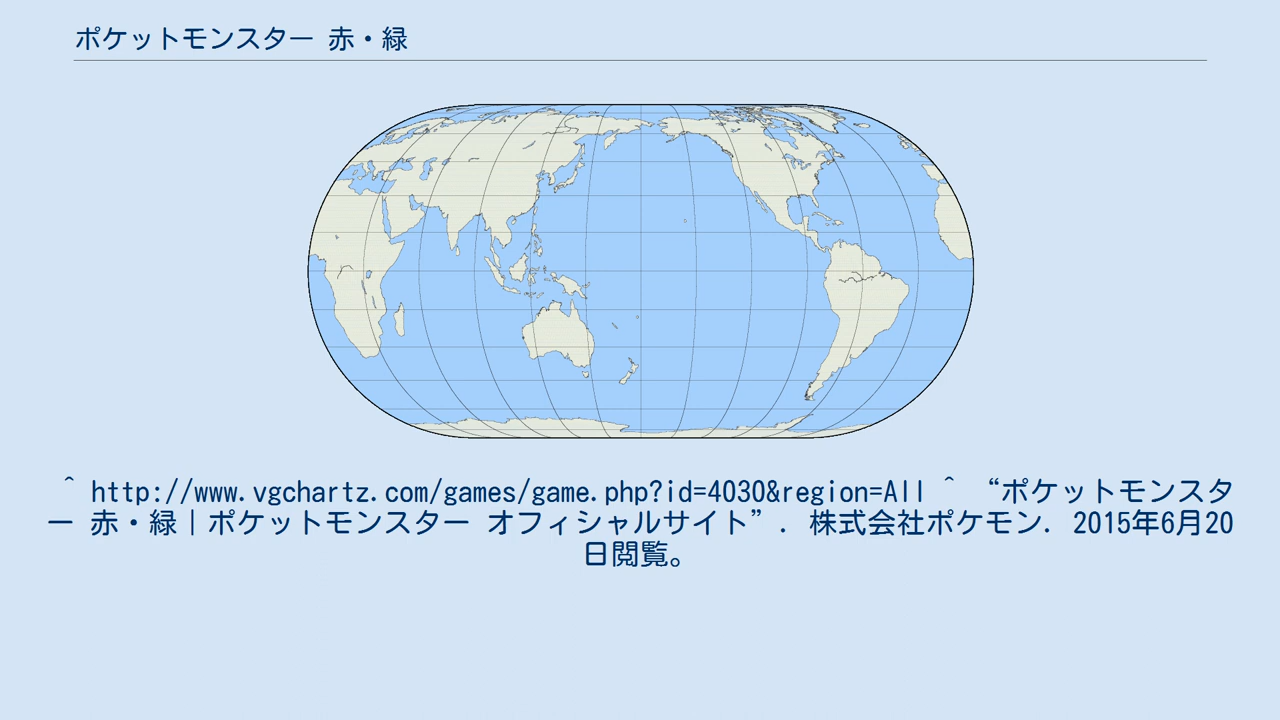 ポケットモンスター 赤・緑
^ http://www.vgchartz.com/games/game.php?id=4030&region=All ^ “ポケットモンスタ
ー 赤・緑｜ポケットモンスター オフィシャルサイト”. 株式会社ポケモン. 2015年6月20
日閲覧。